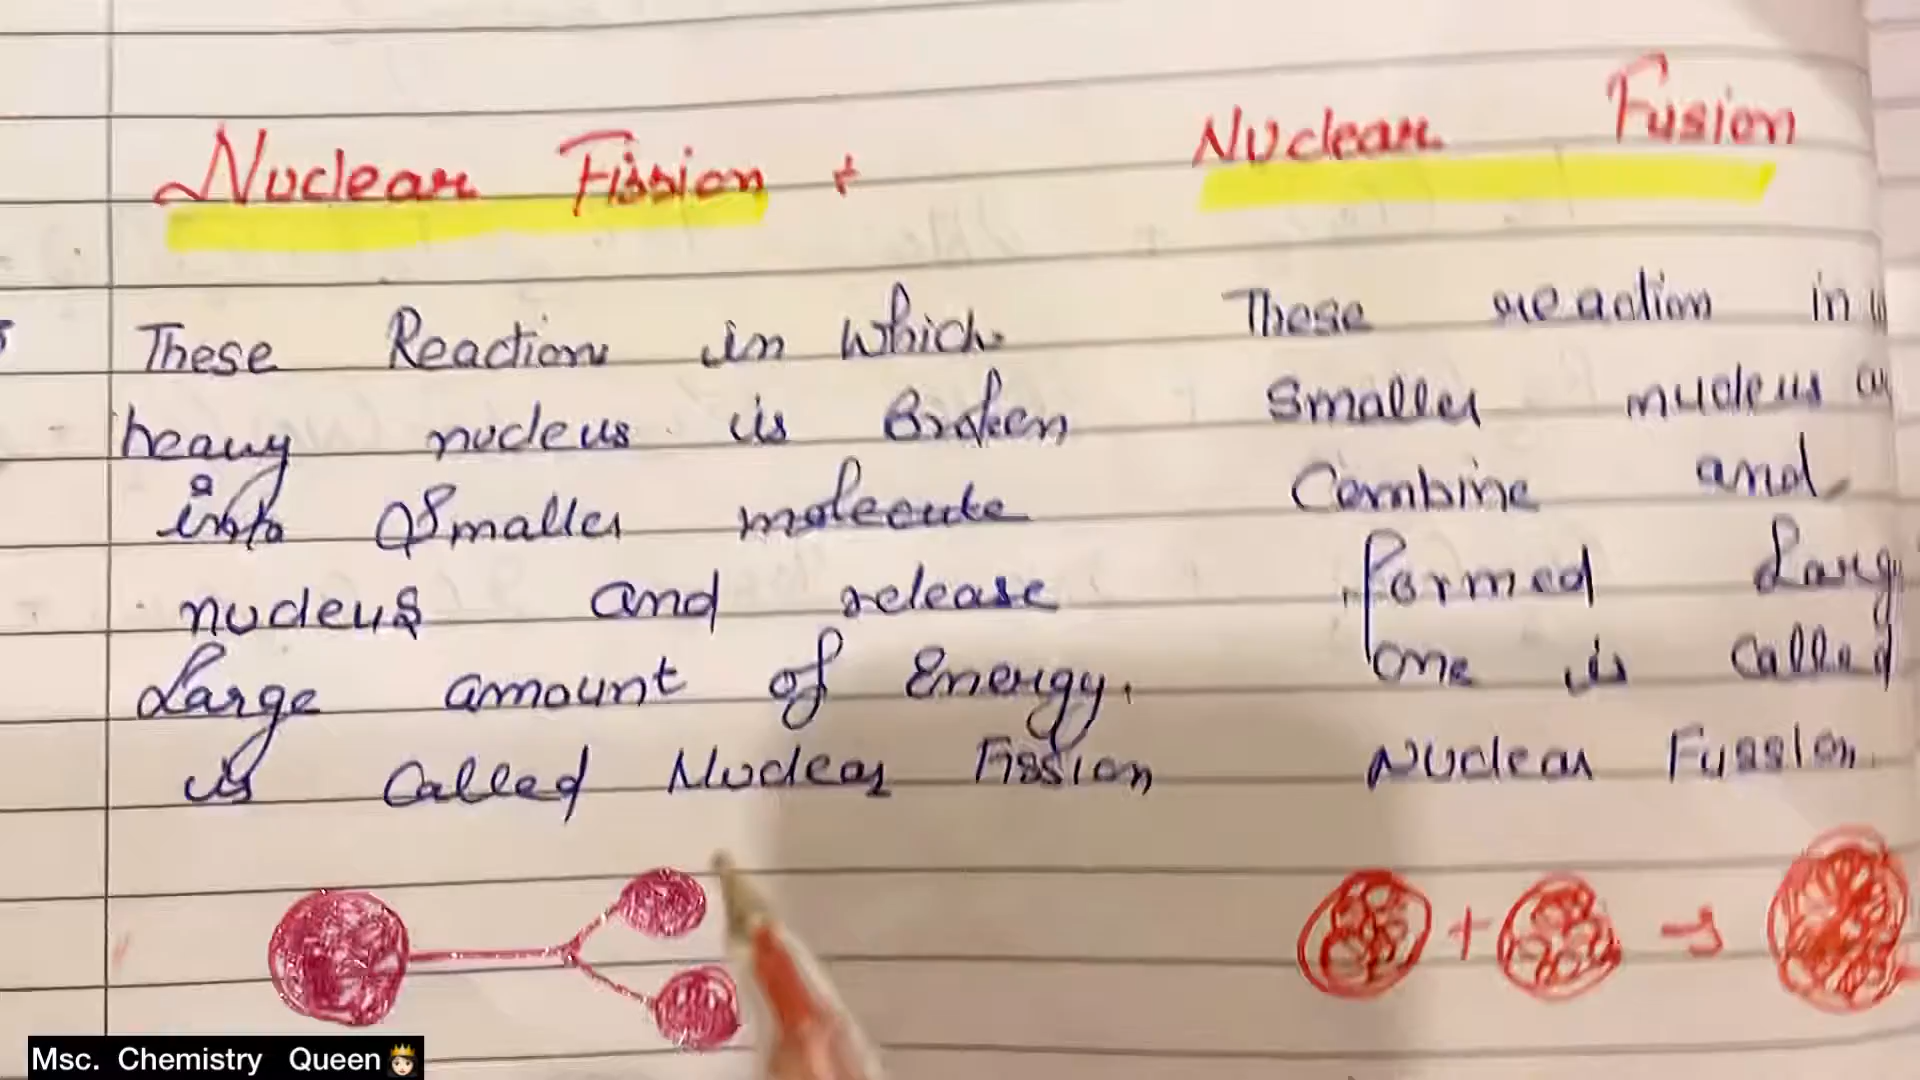 Nuclear Fission
These Reaction in which
heavy nucleus is Broken
into Smaller molecule
nucleus and release
Large amount of Energy.
is Called Nuclear Fission
Nuclear Fusion
These reaction in
Smaller nucleus
Combine and
formed Larg
one is Called
Nuclear Fussion
+ →
Msc. Chemistry Queen